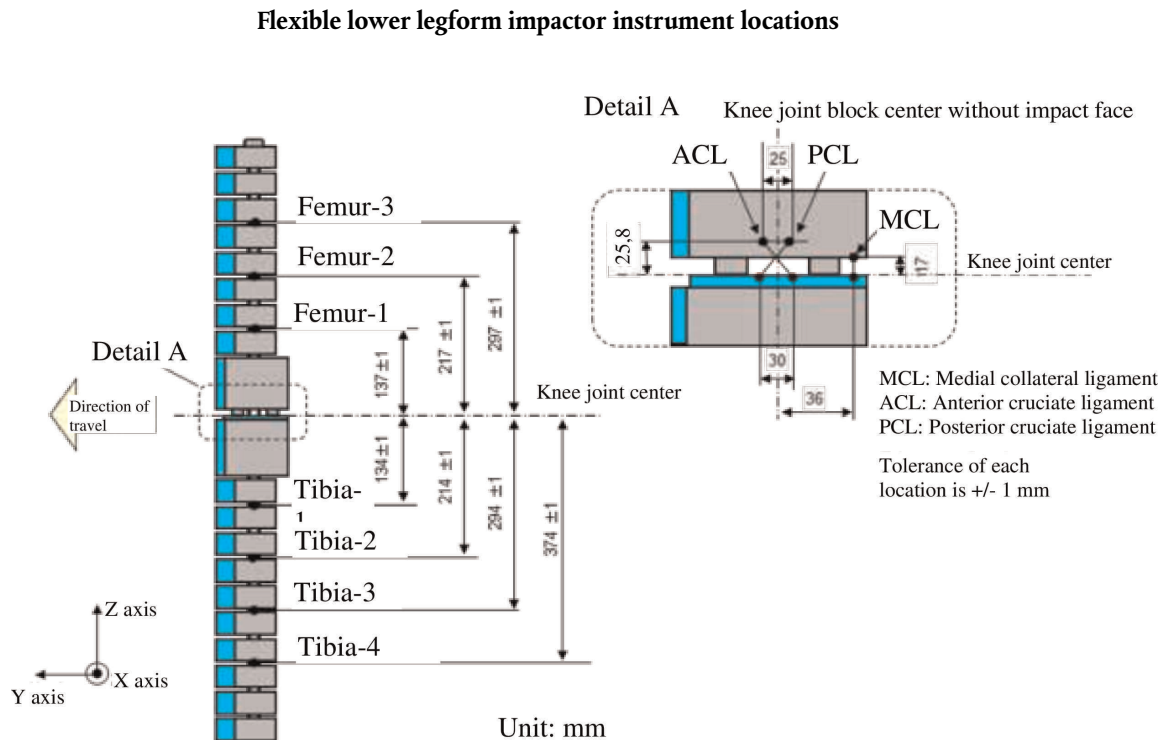 Flexible lower legform impactor instrument locations
Detail A
Knee joint block center without impact face
ACL
25
PCL
MCL
25,8
17
Knee joint center
30
36
MCL: Medial collateral ligament
ACL: Anterior cruciate ligament
PCL: Posterior cruciate ligament
Tolerance of each
location is +/- 1 mm
Femur-3
Femur-2
Femur-1
Detail A
137 ±1
217 ±1
297 ±1
Knee joint center
Direction of
travel
134±1
214 ±1
294 ±1
374 ±1
Tibia-
1
Tibia-2
Tibia-3
Tibia-4
Z axis
X axis
Y axis
Unit: mm